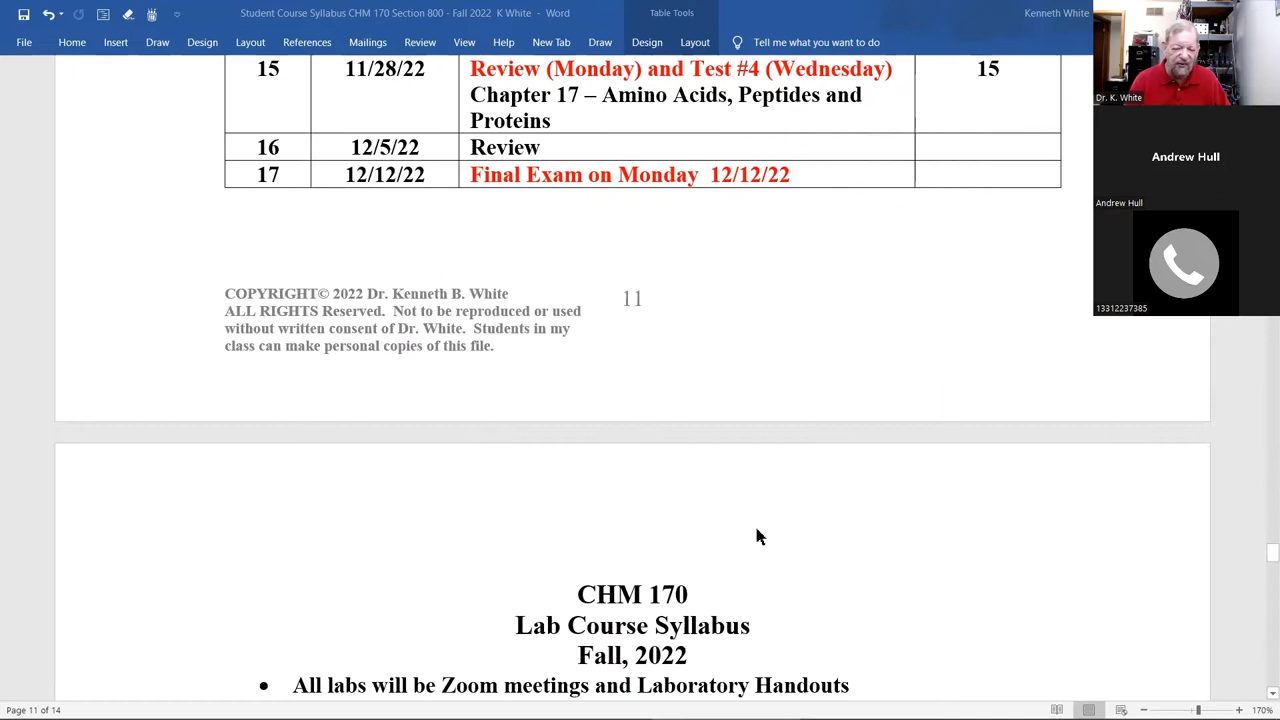 Student Course Syllabus CHM 170 Section 800 - Fall 2022 K White - Word
Table Tools
Kenneth White
File Home Insert Draw Design Layout References Mailings Review View Help New Tab Draw Design Layout Tell me what you want to do
15 11/28/22 Review (Monday) and Test #4 (Wednesday) 15
Chapter 17 – Amino Acids, Peptides and
Proteins
16 12/5/22 Review
17 12/12/22 Final Exam on Monday 12/12/22
COPYRIGHT© 2022 Dr. Kenneth B. White
ALL RIGHTS Reserved. Not to be reproduced or used
without written consent of Dr. White. Students in my
class can make personal copies of this file.
11
CHM 170
Lab Course Syllabus
Fall, 2022
• All labs will be Zoom meetings and Laboratory Handouts
Page 11 of 14
170%
Dr. K. White
Andrew Hull
Andrew Hull
13312237385